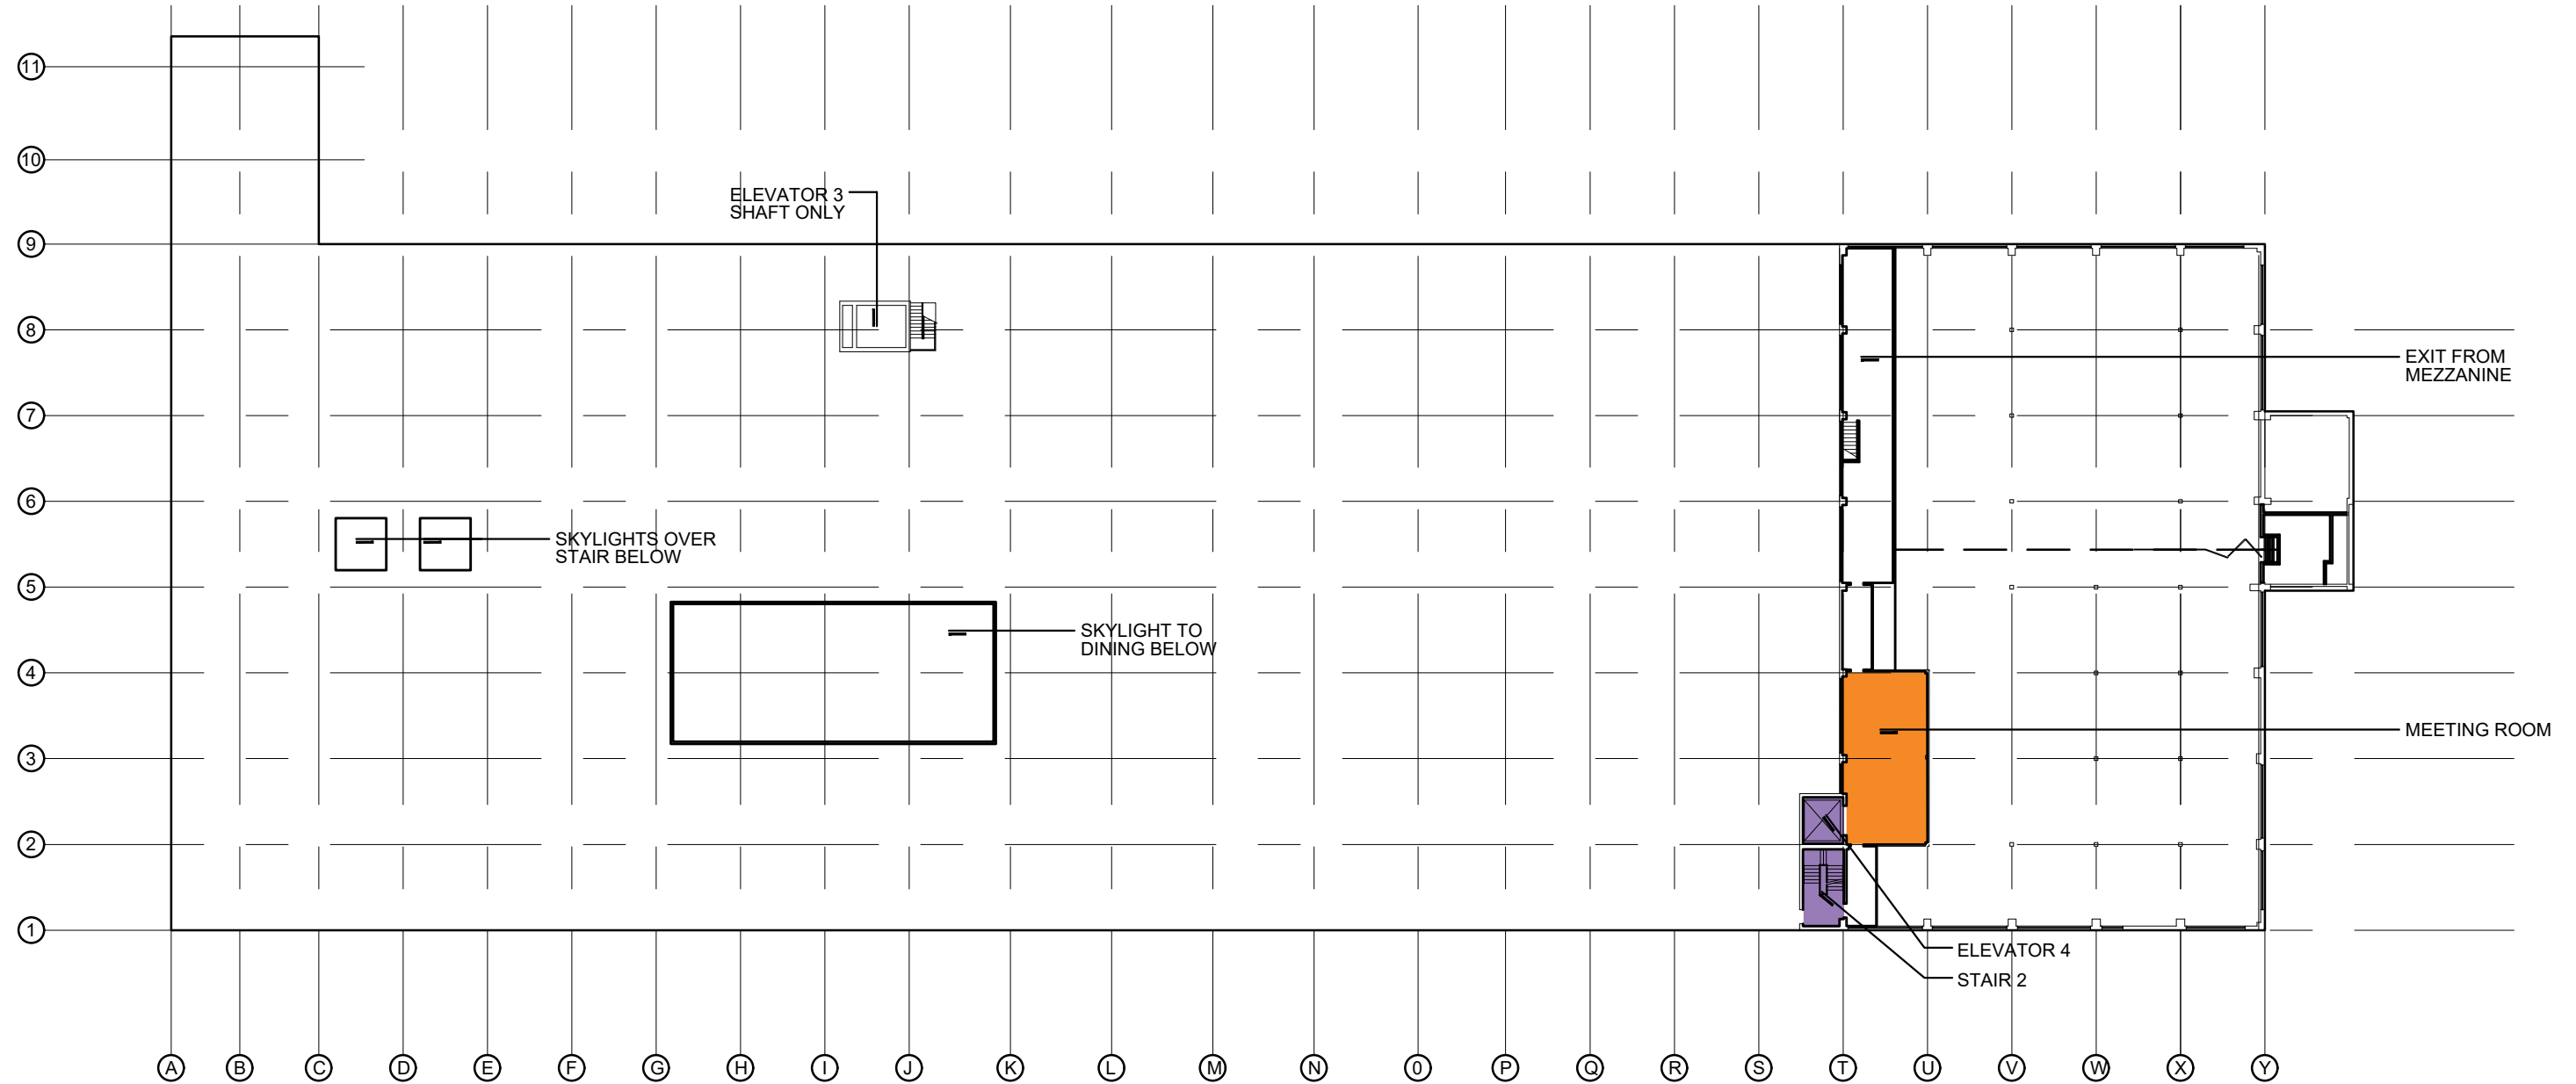 11
10
ELEVATOR 3
SHAFT ONLY
9
8
EXIT FROM
MEZZANINE
7
6
SKYLIGHTS OVER
STAIR BELOW
5
SKYLIGHT TO
DINING BELOW
4
MEETING ROOM
3
2
1
ELEVATOR 4
STAIR 2
A B C D E F G H I J K L M N 0 P Q R S T U V W X Y